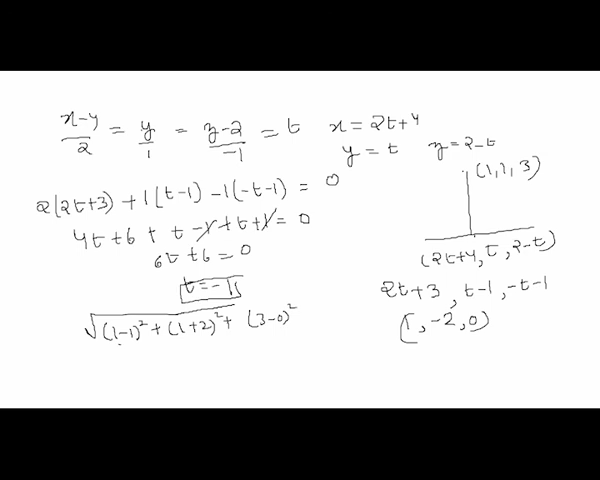 (x-4)/2 = y/1 = (z-2)/-1 = t
x = 2t+4
y = t
z = 2-t
2(2t+3) + 1(t-1) - 1(-t-1) = 0
4t+6 + t - 1 + t + 1 = 0
6t + 6 = 0
t = -1
√(1-1)² + (1+2)² + (3-0)²
(1, 1, 3)
(2t+4, t, 2-t)
2t+3, t-1, -t-1
(1, -2, 0)